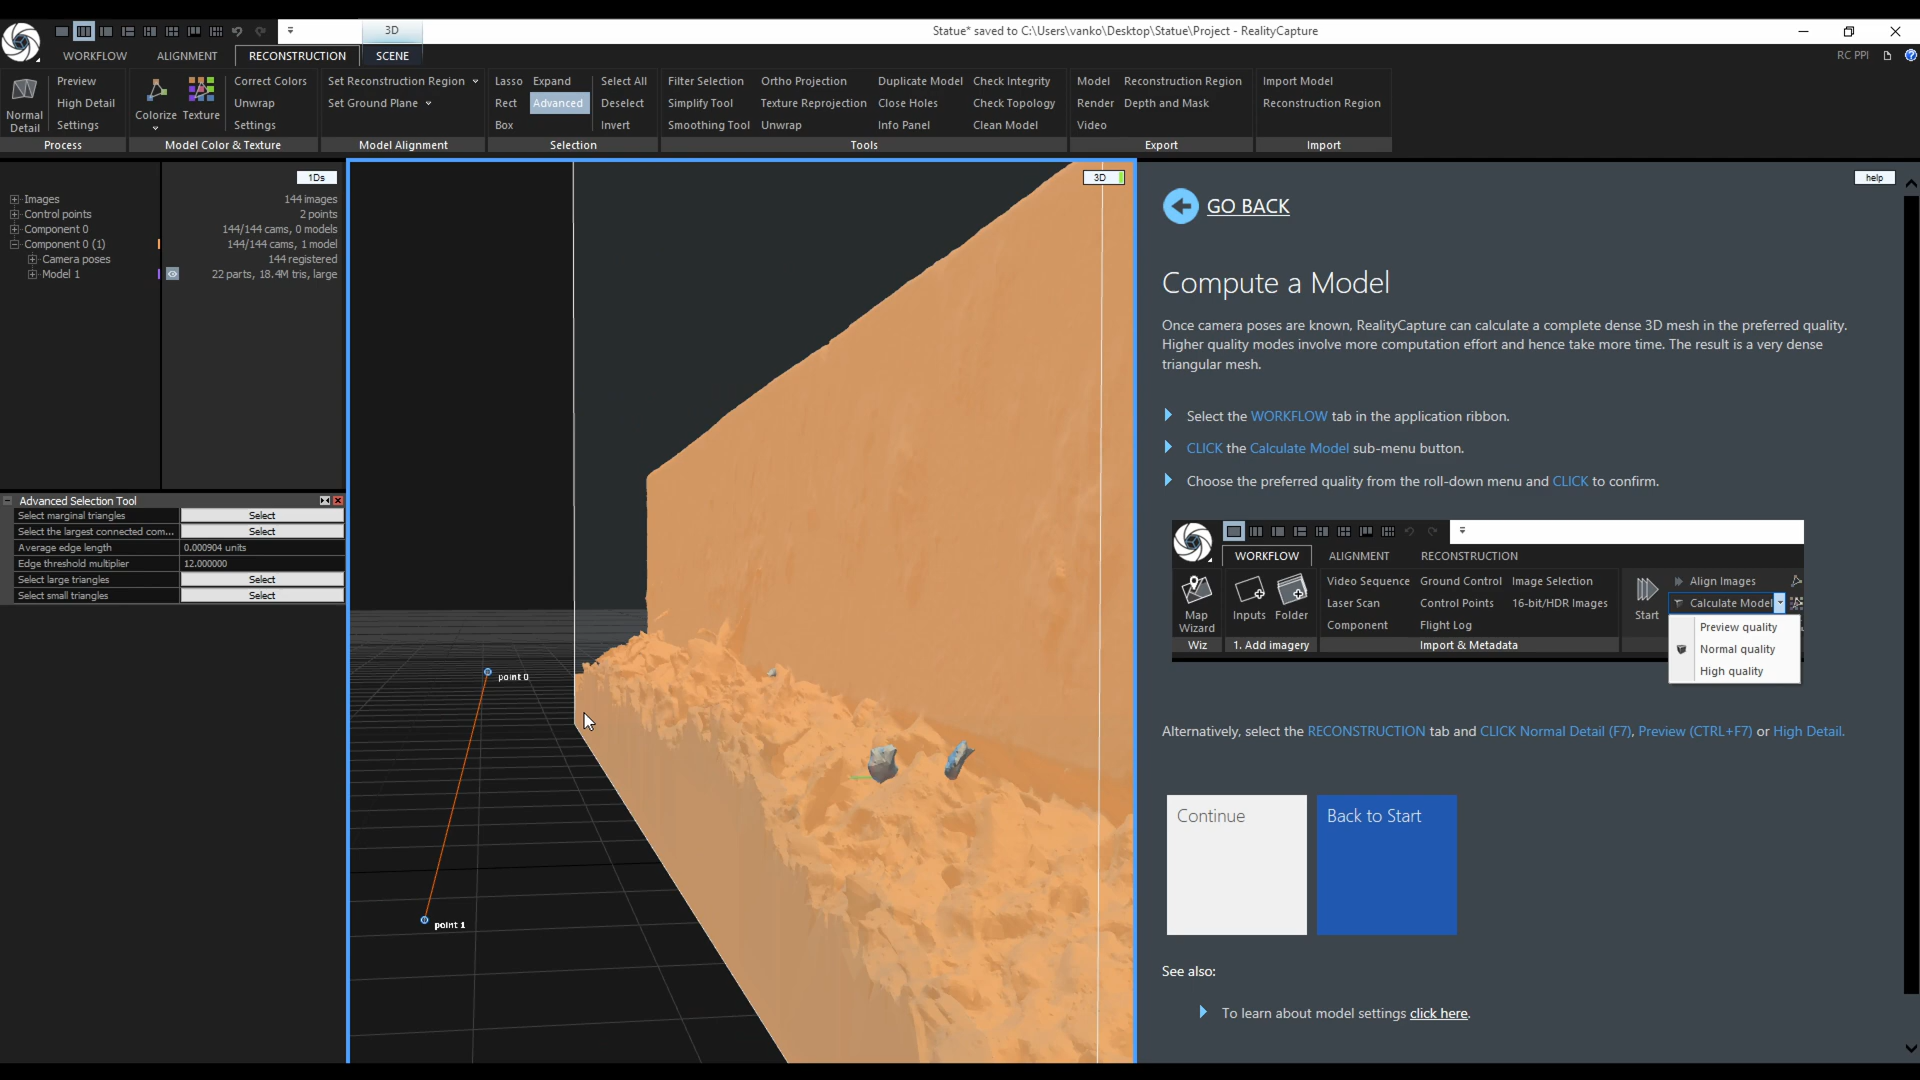 3D
Statue* saved to C:\Users\vanko\Desktop\Statue\Project - RealityCapture
WORKFLOW ALIGNMENT RECONSTRUCTION SCENE
RC PPI
Normal Detail
Preview
High Detail
Settings
Process
Colorize
Texture
Correct Colors
Unwrap
Settings
Model Color & Texture
Set Reconstruction Region
Set Ground Plane
Model Alignment
Lasso Expand Select All
Rect Advanced Deselect
Box Invert
Selection
Filter Selection Ortho Projection Duplicate Model Check Integrity
Simplify Tool Texture Reprojection Close Holes Check Topology
Smoothing Tool Unwrap Info Panel Clean Model
Tools
Model Reconstruction Region
Render Depth and Mask
Video
Export
Import Model
Reconstruction Region
Import
1Ds
Images 144 images
Control points 2 points
Component 0 144/144 cams, 0 models
Component 0 (1) 144/144 cams, 1 model
Camera poses 144 registered
Model 1 22 parts, 18.4M tris, large
Advanced Selection Tool
Select marginal triangles Select
Select the largest connected com... Select
Average edge length 0.000904 units
Edge threshold multiplier 12.000000
Select large triangles Select
Select small triangles Select
3D
point 0
point 1
help
GO BACK
Compute a Model
Once camera poses are known, RealityCapture can calculate a complete dense 3D mesh in the preferred quality.
Higher quality modes involve more computation effort and hence take more time. The result is a very dense
triangular mesh.
Select the WORKFLOW tab in the application ribbon.
CLICK the Calculate Model sub-menu button.
Choose the preferred quality from the roll-down menu and CLICK to confirm.
WORKFLOW ALIGNMENT RECONSTRUCTION
Map Wizard
Wiz
Inputs Folder
1. Add imagery
Video Sequence Ground Control Image Selection
Laser Scan Control Points 16-bit/HDR Images
Component Flight Log
Import & Metadata
Start
Align Images
Calculate Model
Preview quality
Normal quality
High quality
Alternatively, select the RECONSTRUCTION tab and CLICK Normal Detail (F7), Preview (CTRL+F7) or High Detail.
Continue
Back to Start
See also:
To learn about model settings click here.